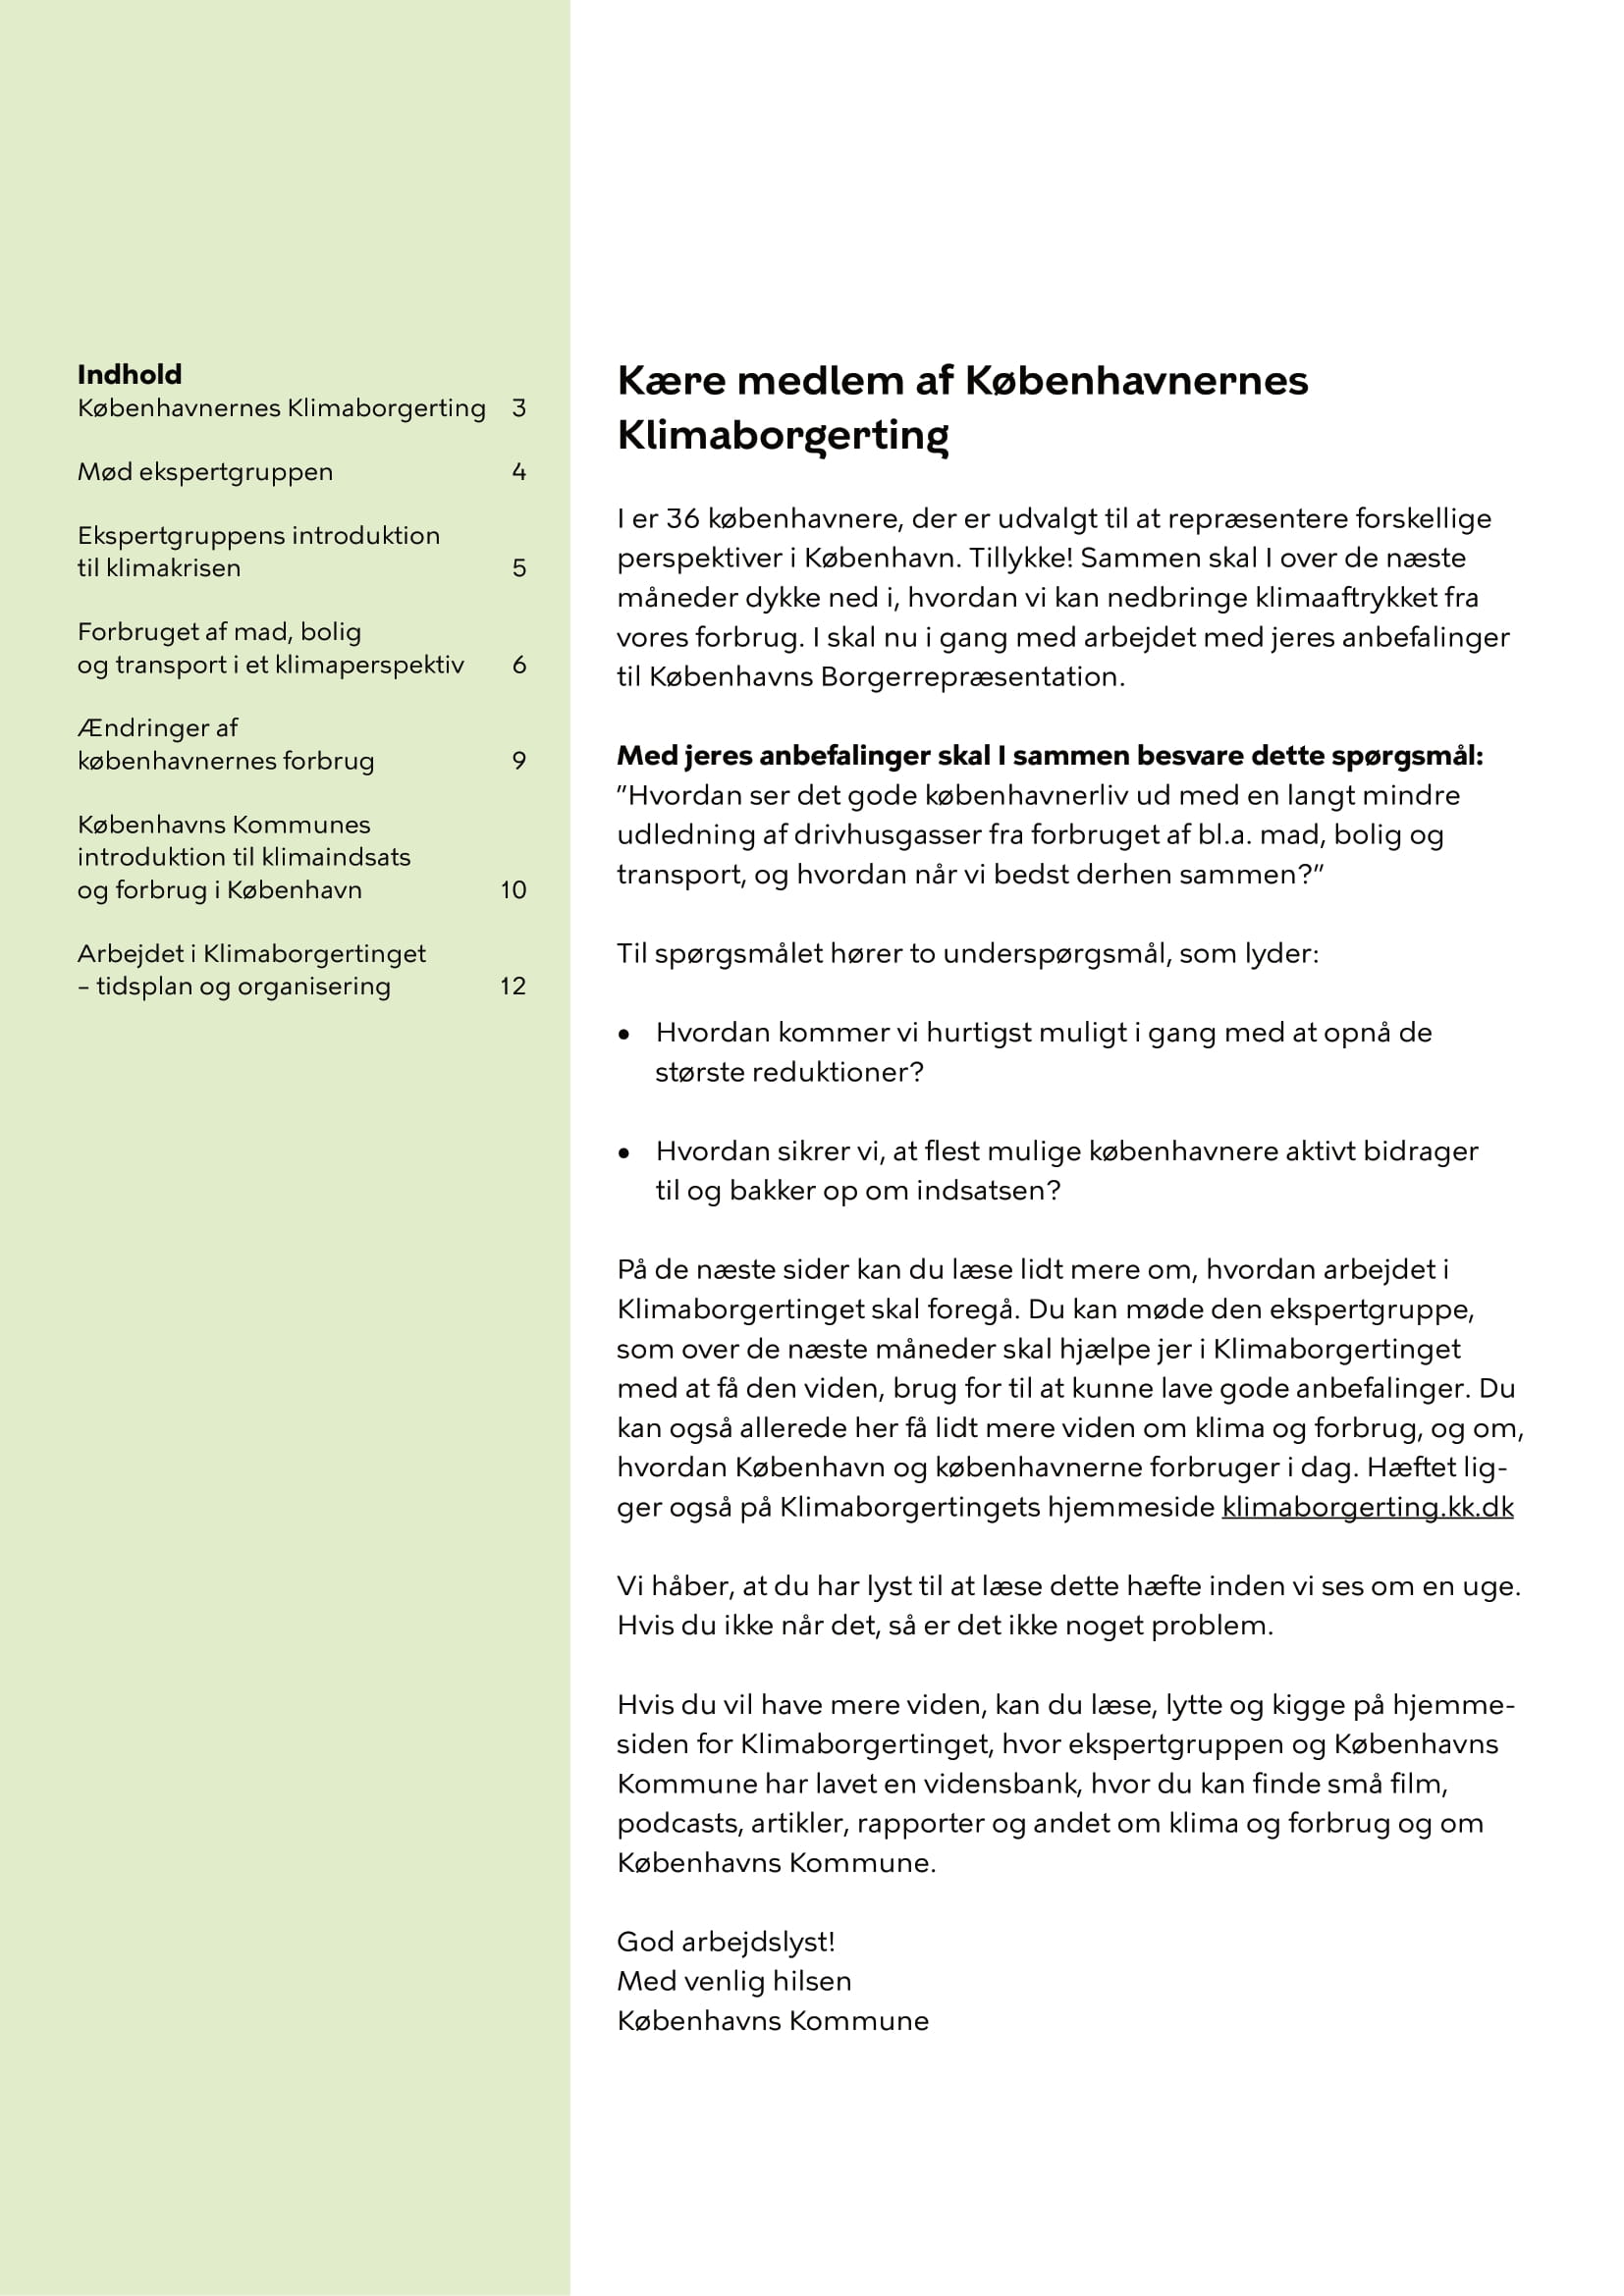 Indhold
Københavnernes Klimaborgerting 3
Mød ekspertgruppen 4
Ekspertgruppens introduktion
til klimakrisen 5
Forbruget af mad, bolig
og transport i et klimaperspektiv 6
Ændringer af
københavnernes forbrug 9
Københavns Kommunes
introduktion til klimaindsats
og forbrug i København 10
Arbejdet i Klimaborgertinget
– tidsplan og organisering 12
Kære medlem af Københavnernes
Klimaborgerting
I er 36 københavnere, der er udvalgt til at repræsentere forskellige
perspektiver i København. Tillykke! Sammen skal I over de næste
måneder dykke ned i, hvordan vi kan nedbringe klimaaftrykket fra
vores forbrug. I skal nu i gang med arbejdet med jeres anbefalinger
til Københavns Borgerrepræsentation.
Med jeres anbefalinger skal I sammen besvare dette spørgsmål:
”Hvordan ser det gode københavnerliv ud med en langt mindre
udledning af drivhusgasser fra forbruget af bl.a. mad, bolig og
transport, og hvordan når vi bedst derhen sammen?”
Til spørgsmålet hører to underspørgsmål, som lyder:
• Hvordan kommer vi hurtigst muligt i gang med at opnå de
største reduktioner?
• Hvordan sikrer vi, at flest mulige københavnere aktivt bidrager
til og bakker op om indsatsen?
På de næste sider kan du læse lidt mere om, hvordan arbejdet i
Klimaborgertinget skal foregå. Du kan møde den ekspertgruppe,
som over de næste måneder skal hjælpe jer i Klimaborgertinget
med at få den viden, brug for til at kunne lave gode anbefalinger. Du
kan også allerede her få lidt mere viden om klima og forbrug, og om,
hvordan København og københavnerne forbruger i dag. Hæftet lig-
ger også på Klimaborgertingets hjemmeside klimaborgerting.kk.dk
Vi håber, at du har lyst til at læse dette hæfte inden vi ses om en uge.
Hvis du ikke når det, så er det ikke noget problem.
Hvis du vil have mere viden, kan du læse, lytte og kigge på hjemme-
siden for Klimaborgertinget, hvor ekspertgruppen og Københavns
Kommune har lavet en vidensbank, hvor du kan finde små film,
podcasts, artikler, rapporter og andet om klima og forbrug og om
Københavns Kommune.
God arbejdslyst!
Med venlig hilsen
Københavns Kommune